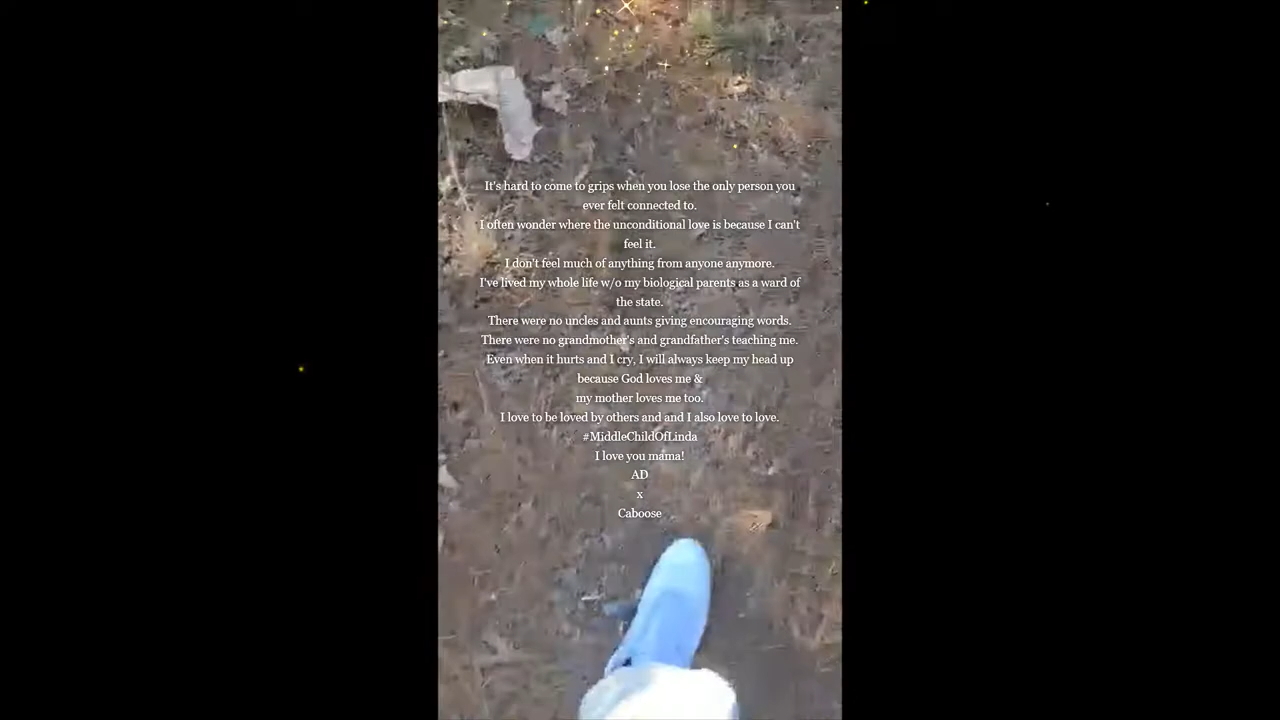 It's hard to come to grips when you lose the only person you
ever felt connected to.
I often wonder where the unconditional love is because I can't
feel it.
I don't feel much of anything from anyone anymore.
I've lived my whole life w/o my biological parents as a ward of
the state.
There were no uncles and aunts giving encouraging words.
There were no grandmother's and grandfather's teaching me.
Even when it hurts and I cry, I will always keep my head up
because God loves me &
my mother loves me too.
I love to be loved by others and and I also love to love.
#MiddleChildOfLinda
I love you mama!
AD
x
Caboose